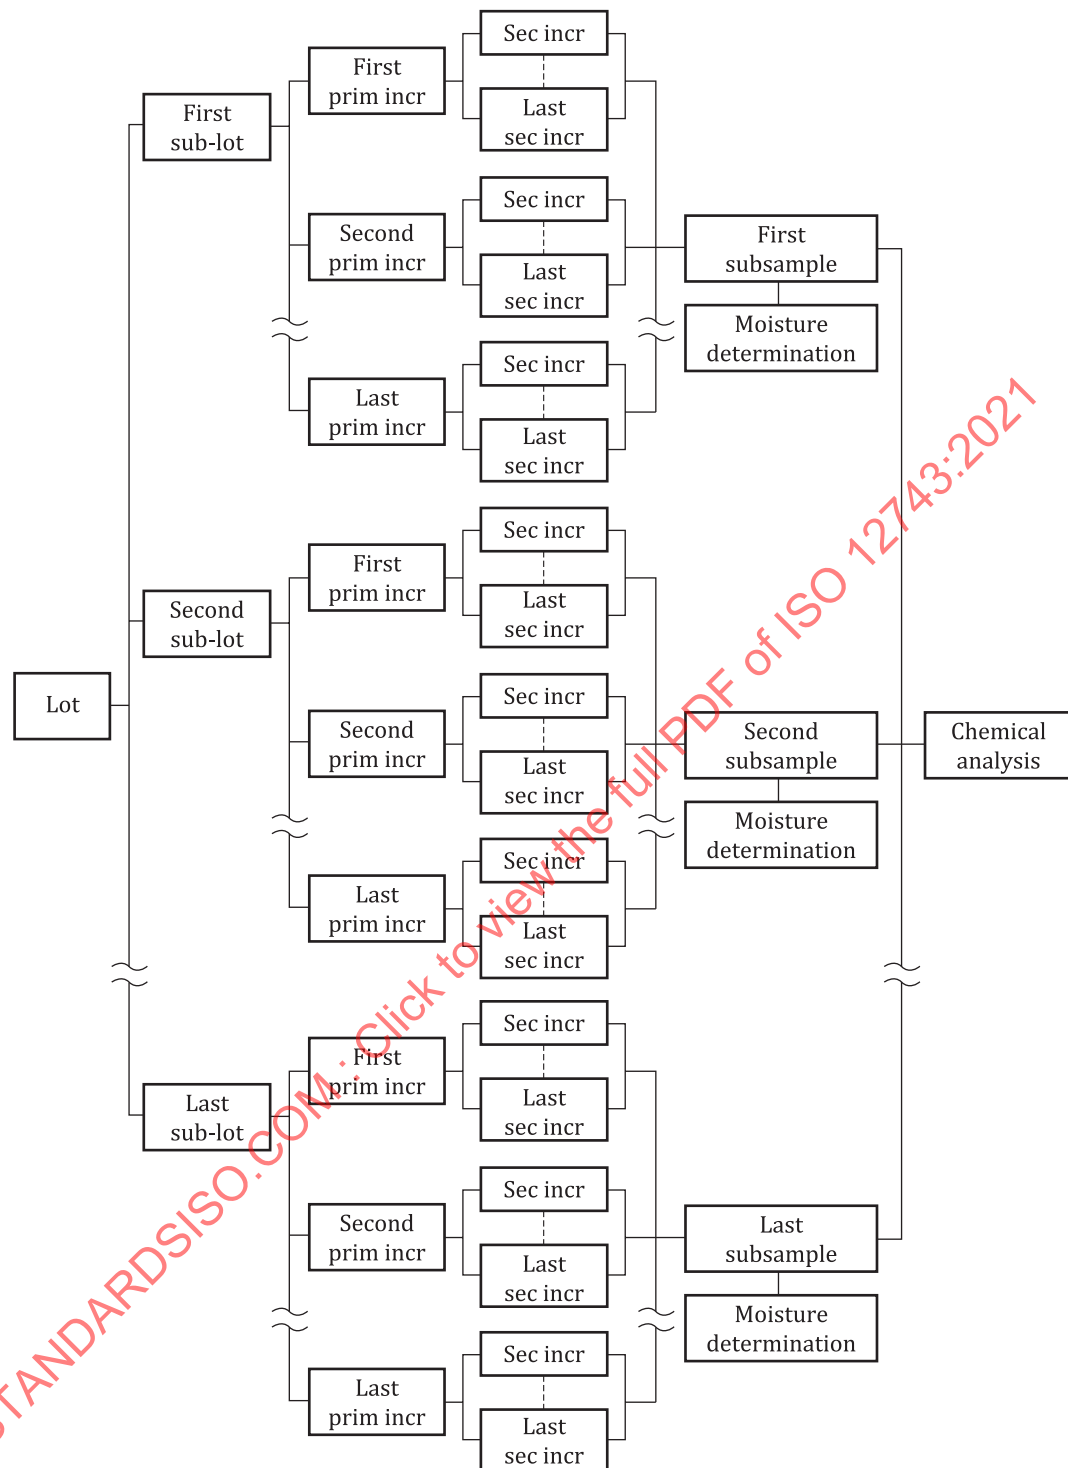 Sec incr
First
prim incr
Last
sec incr
First
sub-lot
Sec incr
Second
prim incr
Last
sec incr
First
subsample
Moisture
determination
Sec incr
Last
prim incr
Last
sec incr
Sec incr
First
prim incr
Last
sec incr
Second
sub-lot
Lot
Sec incr
Second
prim incr
Last
sec incr
Second
subsample
Chemical
analysis
Moisture
determination
Sec incr
Last
prim incr
Last
sec incr
Sec incr
First
prim incr
Last
sec incr
Last
sub-lot
Sec incr
Second
prim incr
Last
sec incr
Last
subsample
Moisture
determination
Sec incr
Last
prim incr
Last
sec incr
STANDARDSISO.COM : Click to view the full PDF of ISO 12743:2021